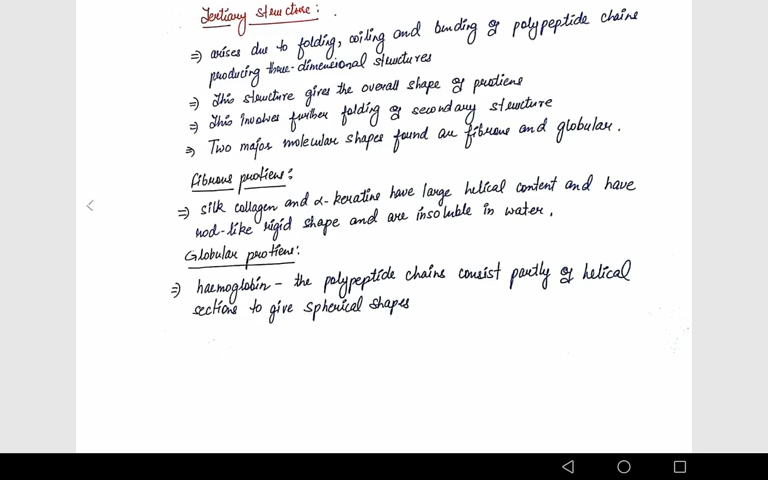 Tertiary structure:
⇒ arises due to folding, coiling and bending of polypeptide chains
producing three-dimensional structures
⇒ This structure gives the overall shape of protiens
⇒ This involves further folding of secondary structure
⇒ Two major molecular shapes found are fibrous and globular.
Fibrous protiens:
⇒ silk collagen and α-keratins have large helical content and have
rod-like rigid shape and are insoluble in water.
Globular protiens:
⇒ haemoglobin - the polypeptide chains consist partly of helical
sections to give spherical shapes